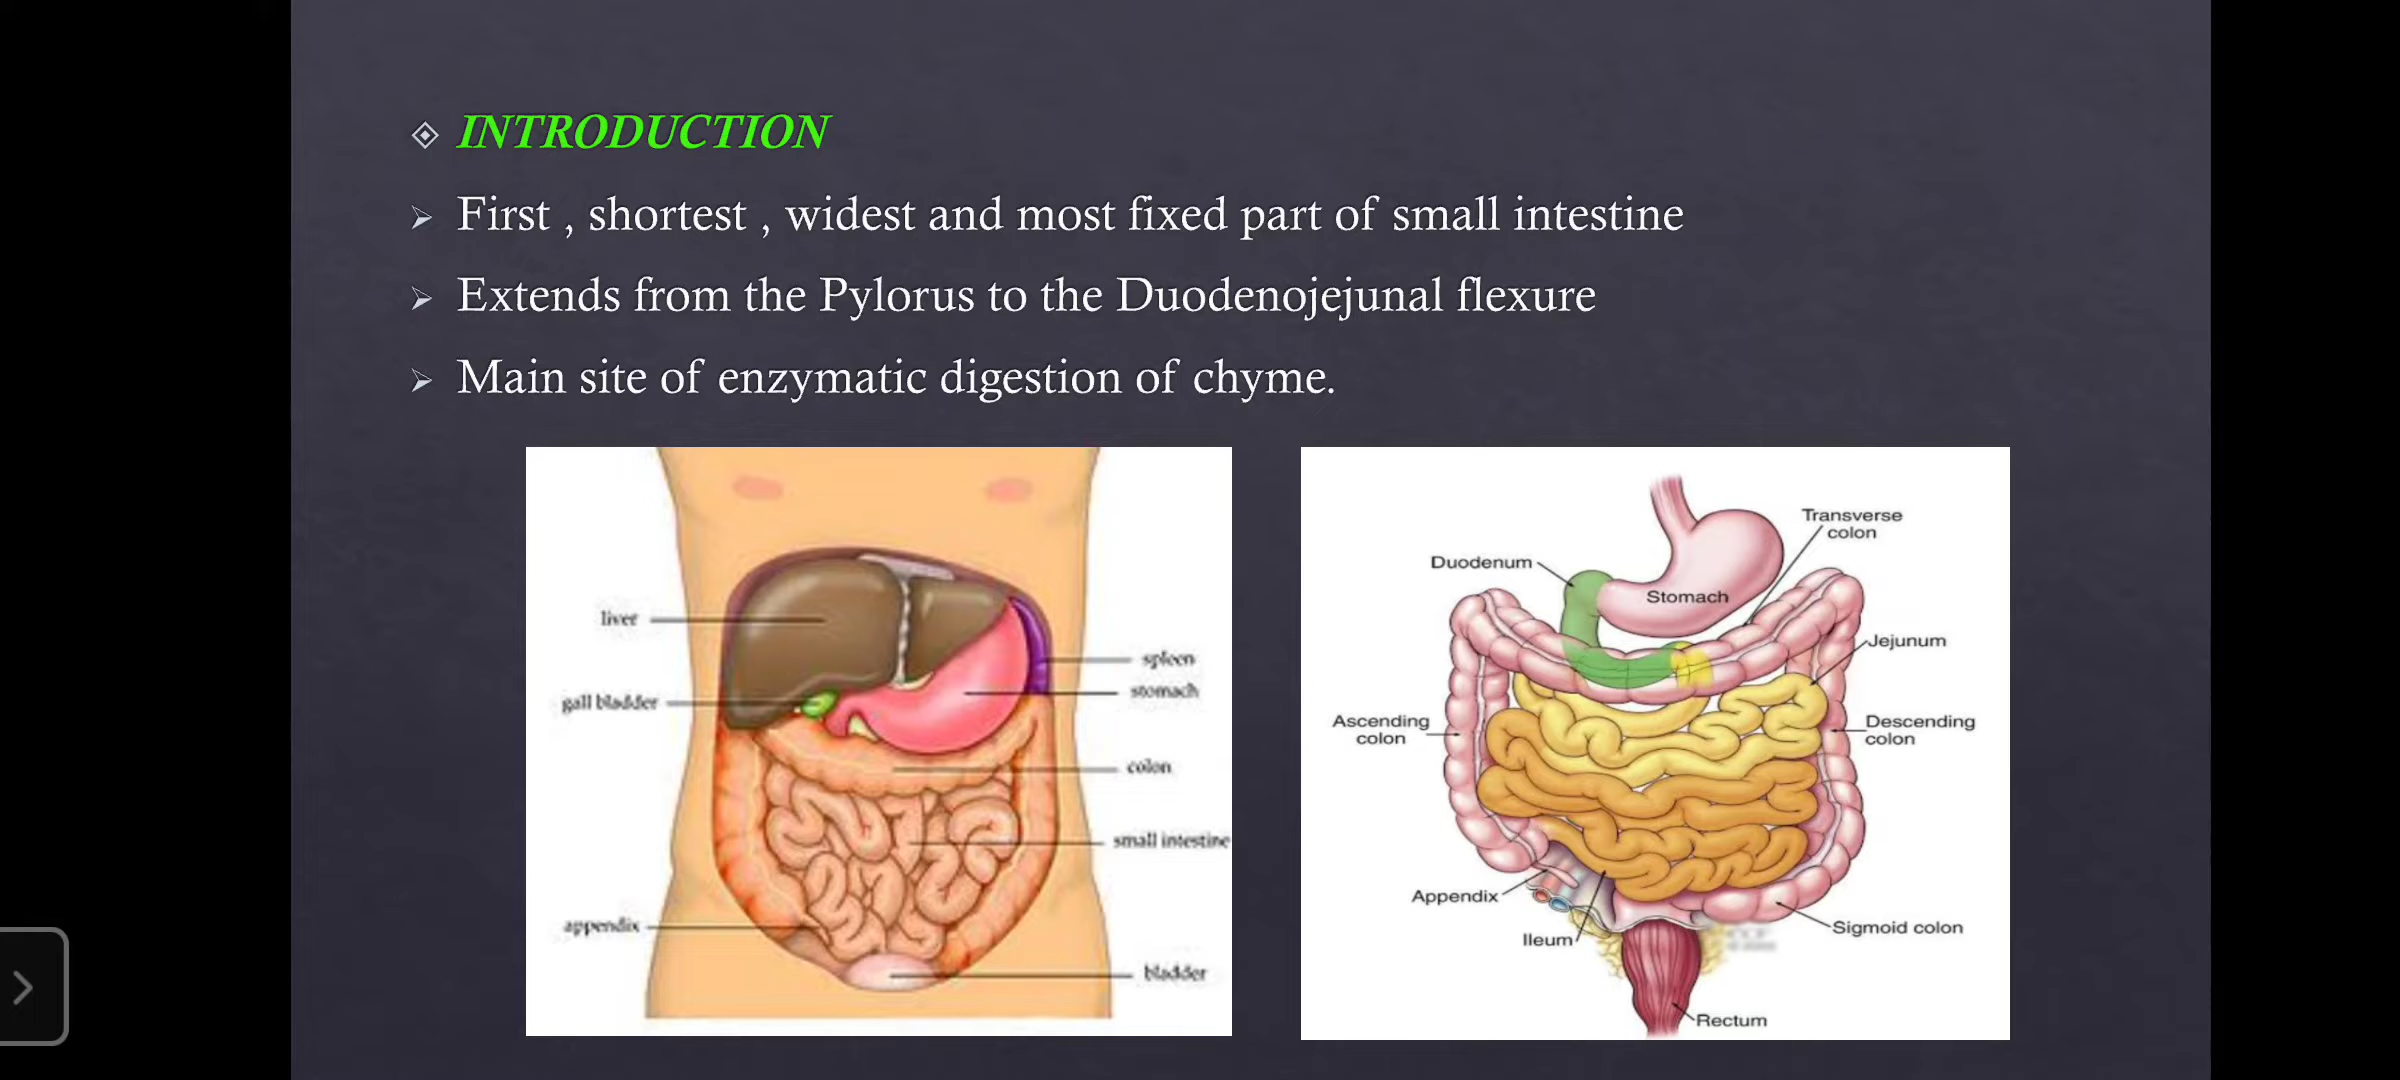 INTRODUCTION
First , shortest , widest and most fixed part of small intestine
Extends from the Pylorus to the Duodenojejunal flexure
Main site of enzymatic digestion of chyme.
liver
gall bladder
appendix
spleen
stomach
colon
small intestine
bladder
Transverse
colon
Duodenum
Stomach
Jejunum
Ascending
colon
Descending
colon
Appendix
Ileum
Sigmoid colon
Rectum